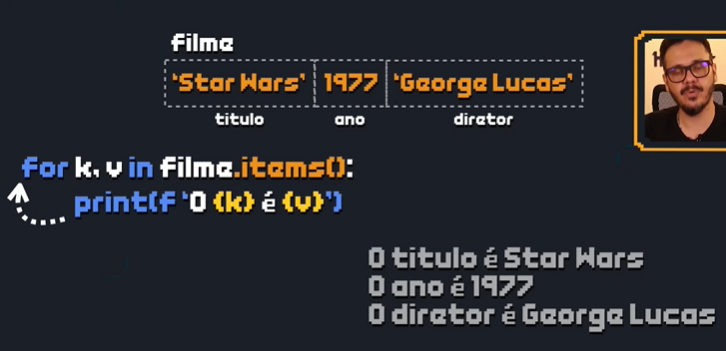 filme
'Star Wars' 1977 'George Lucas'
titulo ano diretor
for k, v in filme.items():
print(f 'O {k} é {v}')
O titulo é Star Wars
O ano é 1977
O diretor é George Lucas